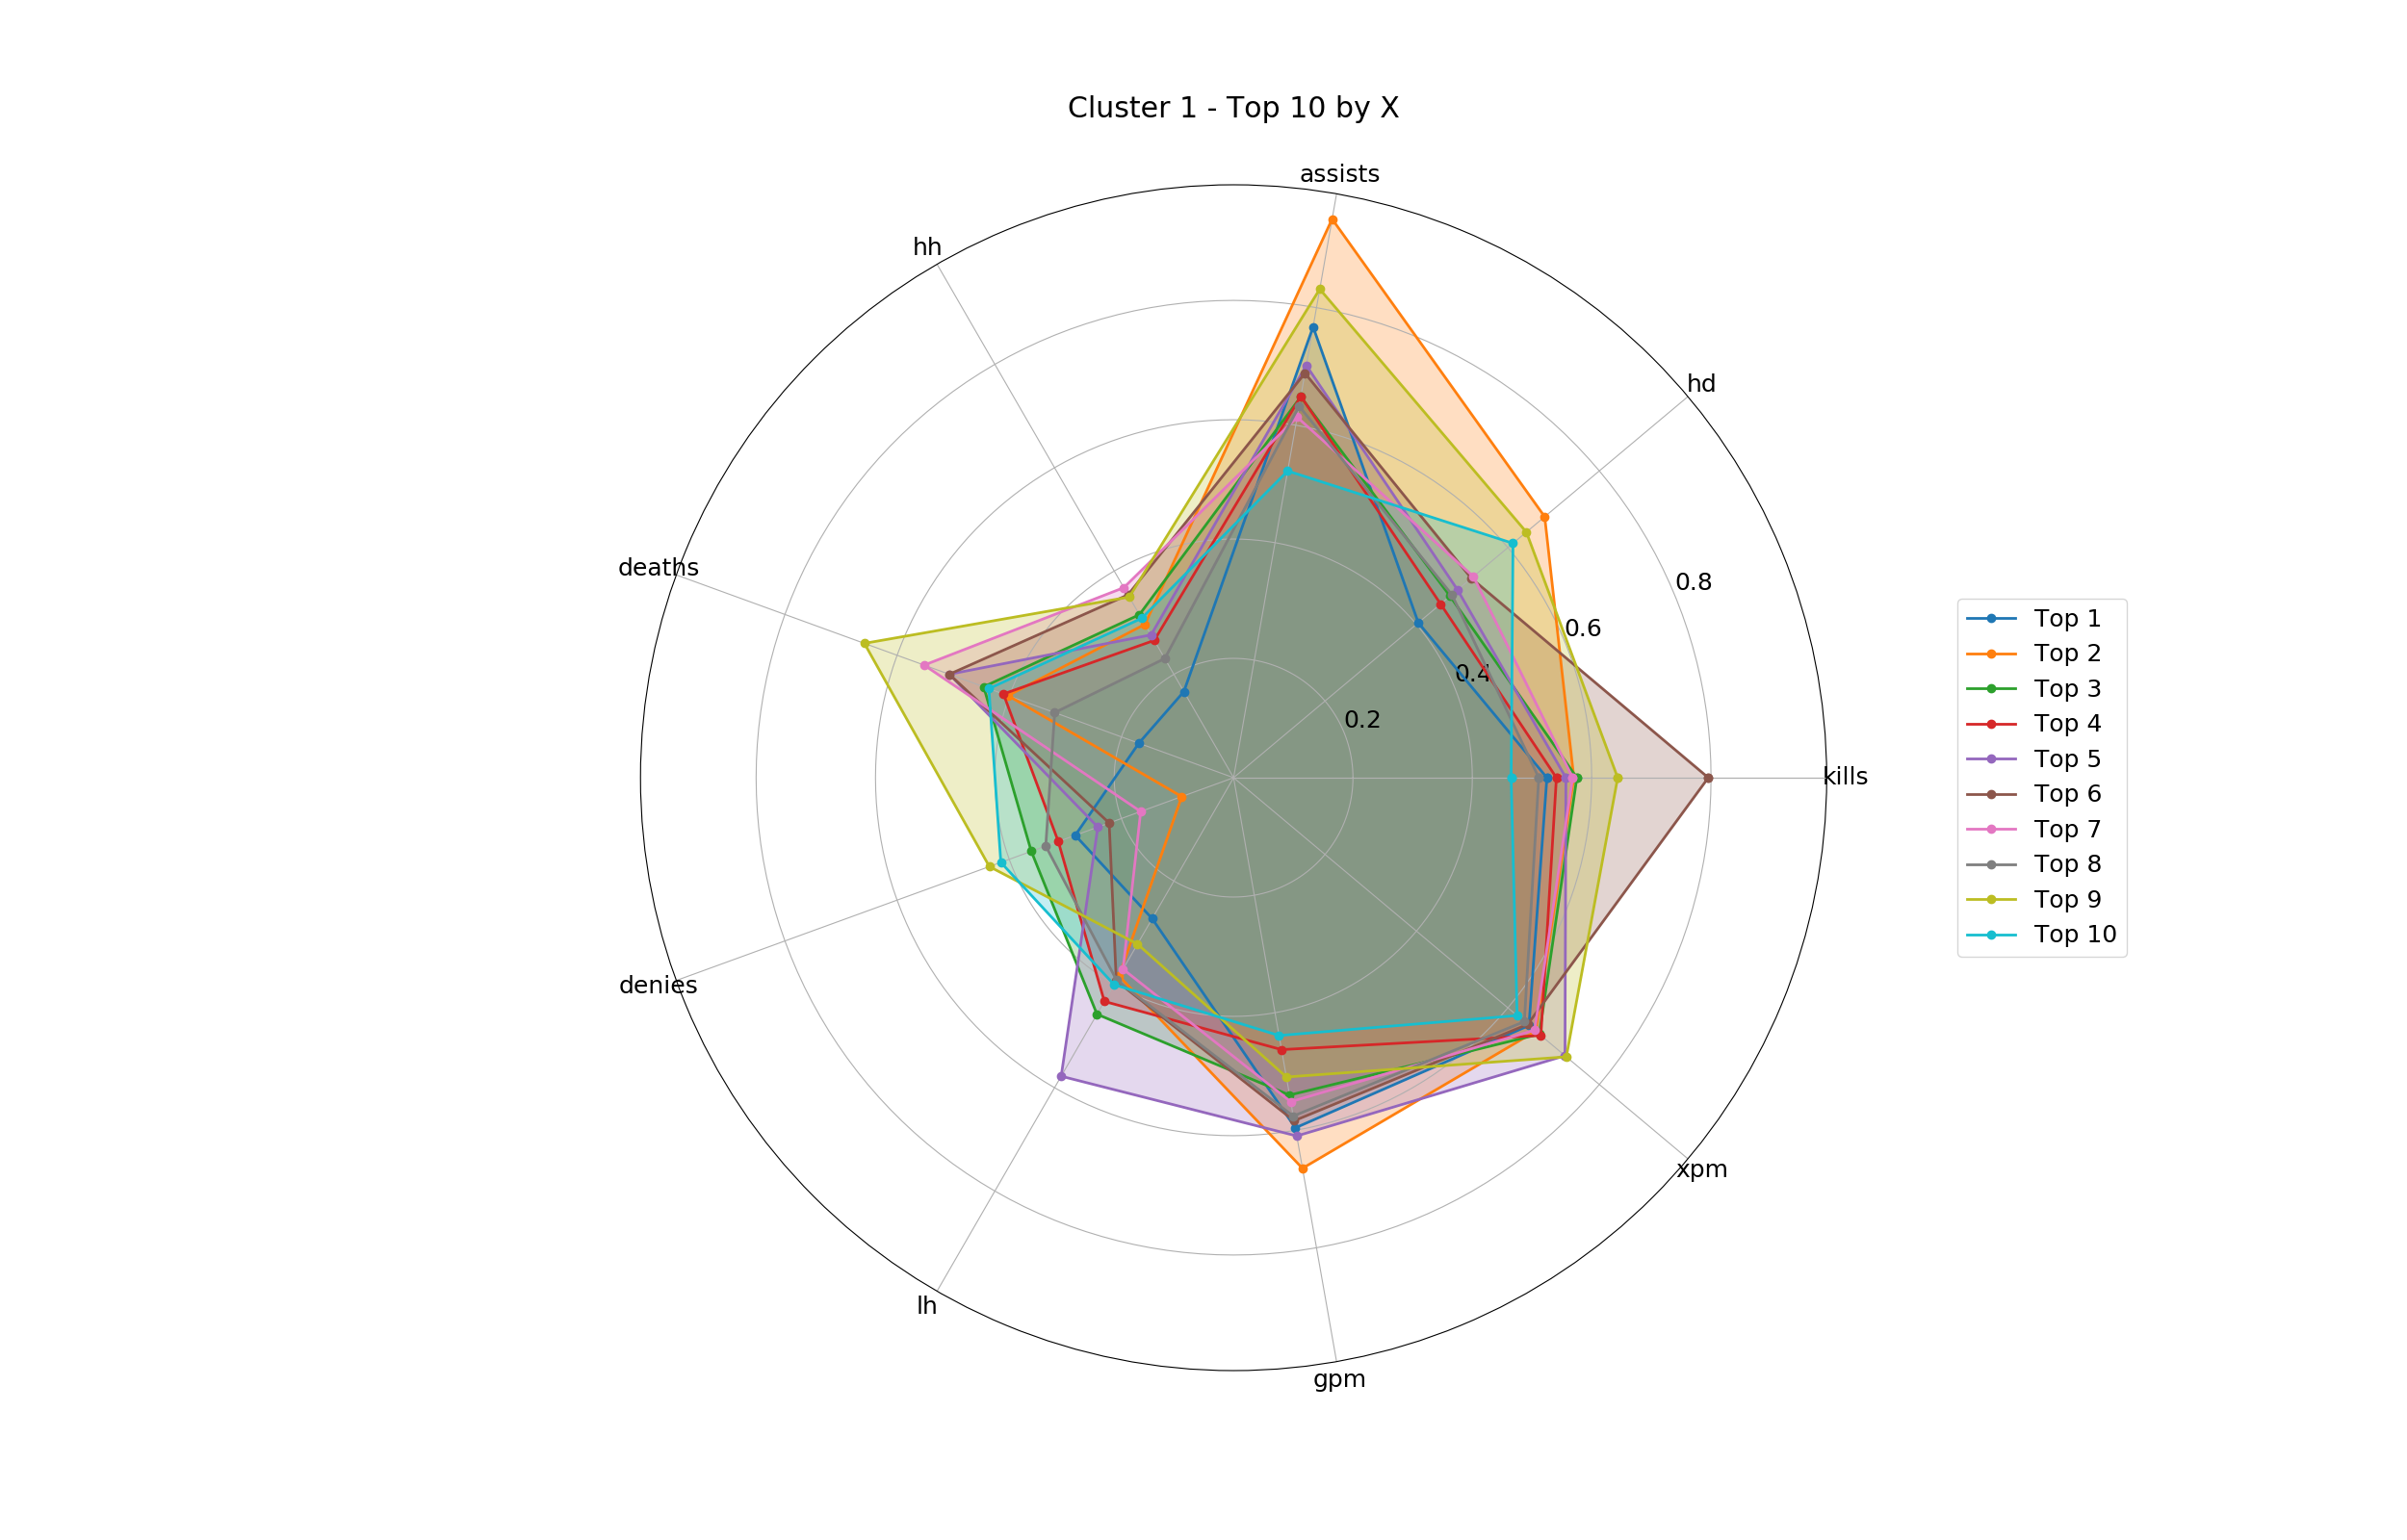 Cluster 1 - Top 10 by X
assists
hh
hd
deaths
0.8
0.6
0.4
0.2
kills
denies
xpm
lh
gpm
Top 1
Top 2
Top 3
Top 4
Top 5
Top 6
Top 7
Top 8
Top 9
Top 10